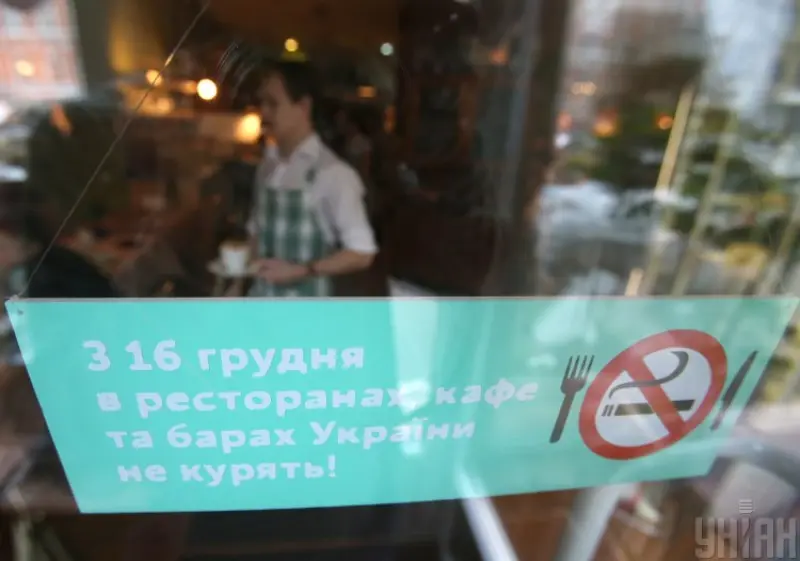 З 16 грудня
в ресторанах, кафе
та барах України
не курять!
УНІАН